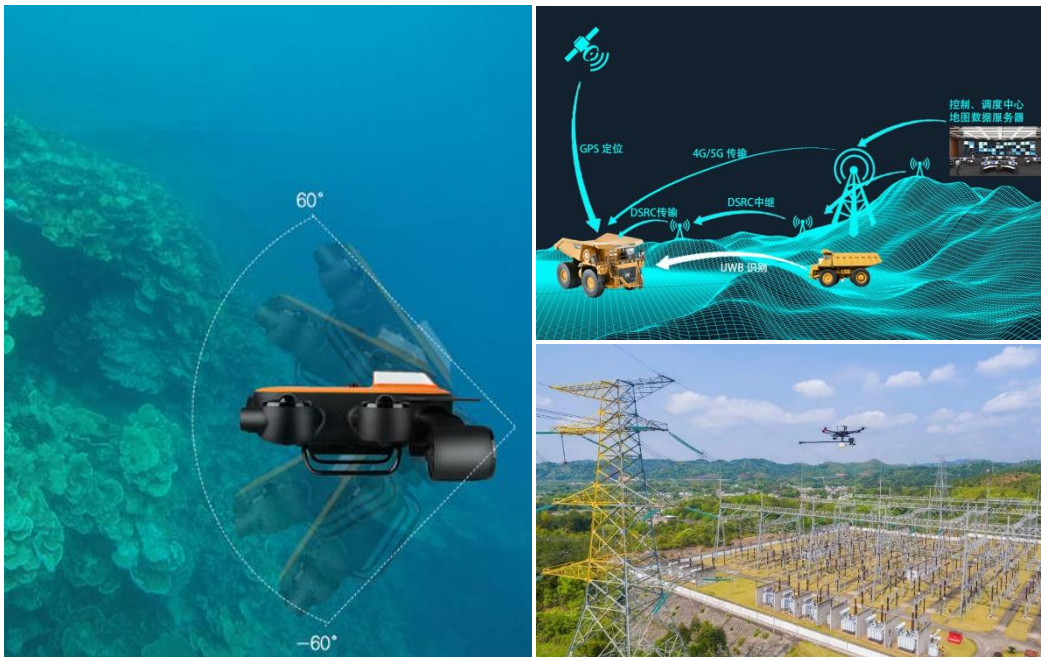 60°
-60°
控制、调度中心
地图数据服务器
GPS 定位
4G/5G 传输
DSRC传输
DSRC中继
UWB 识别